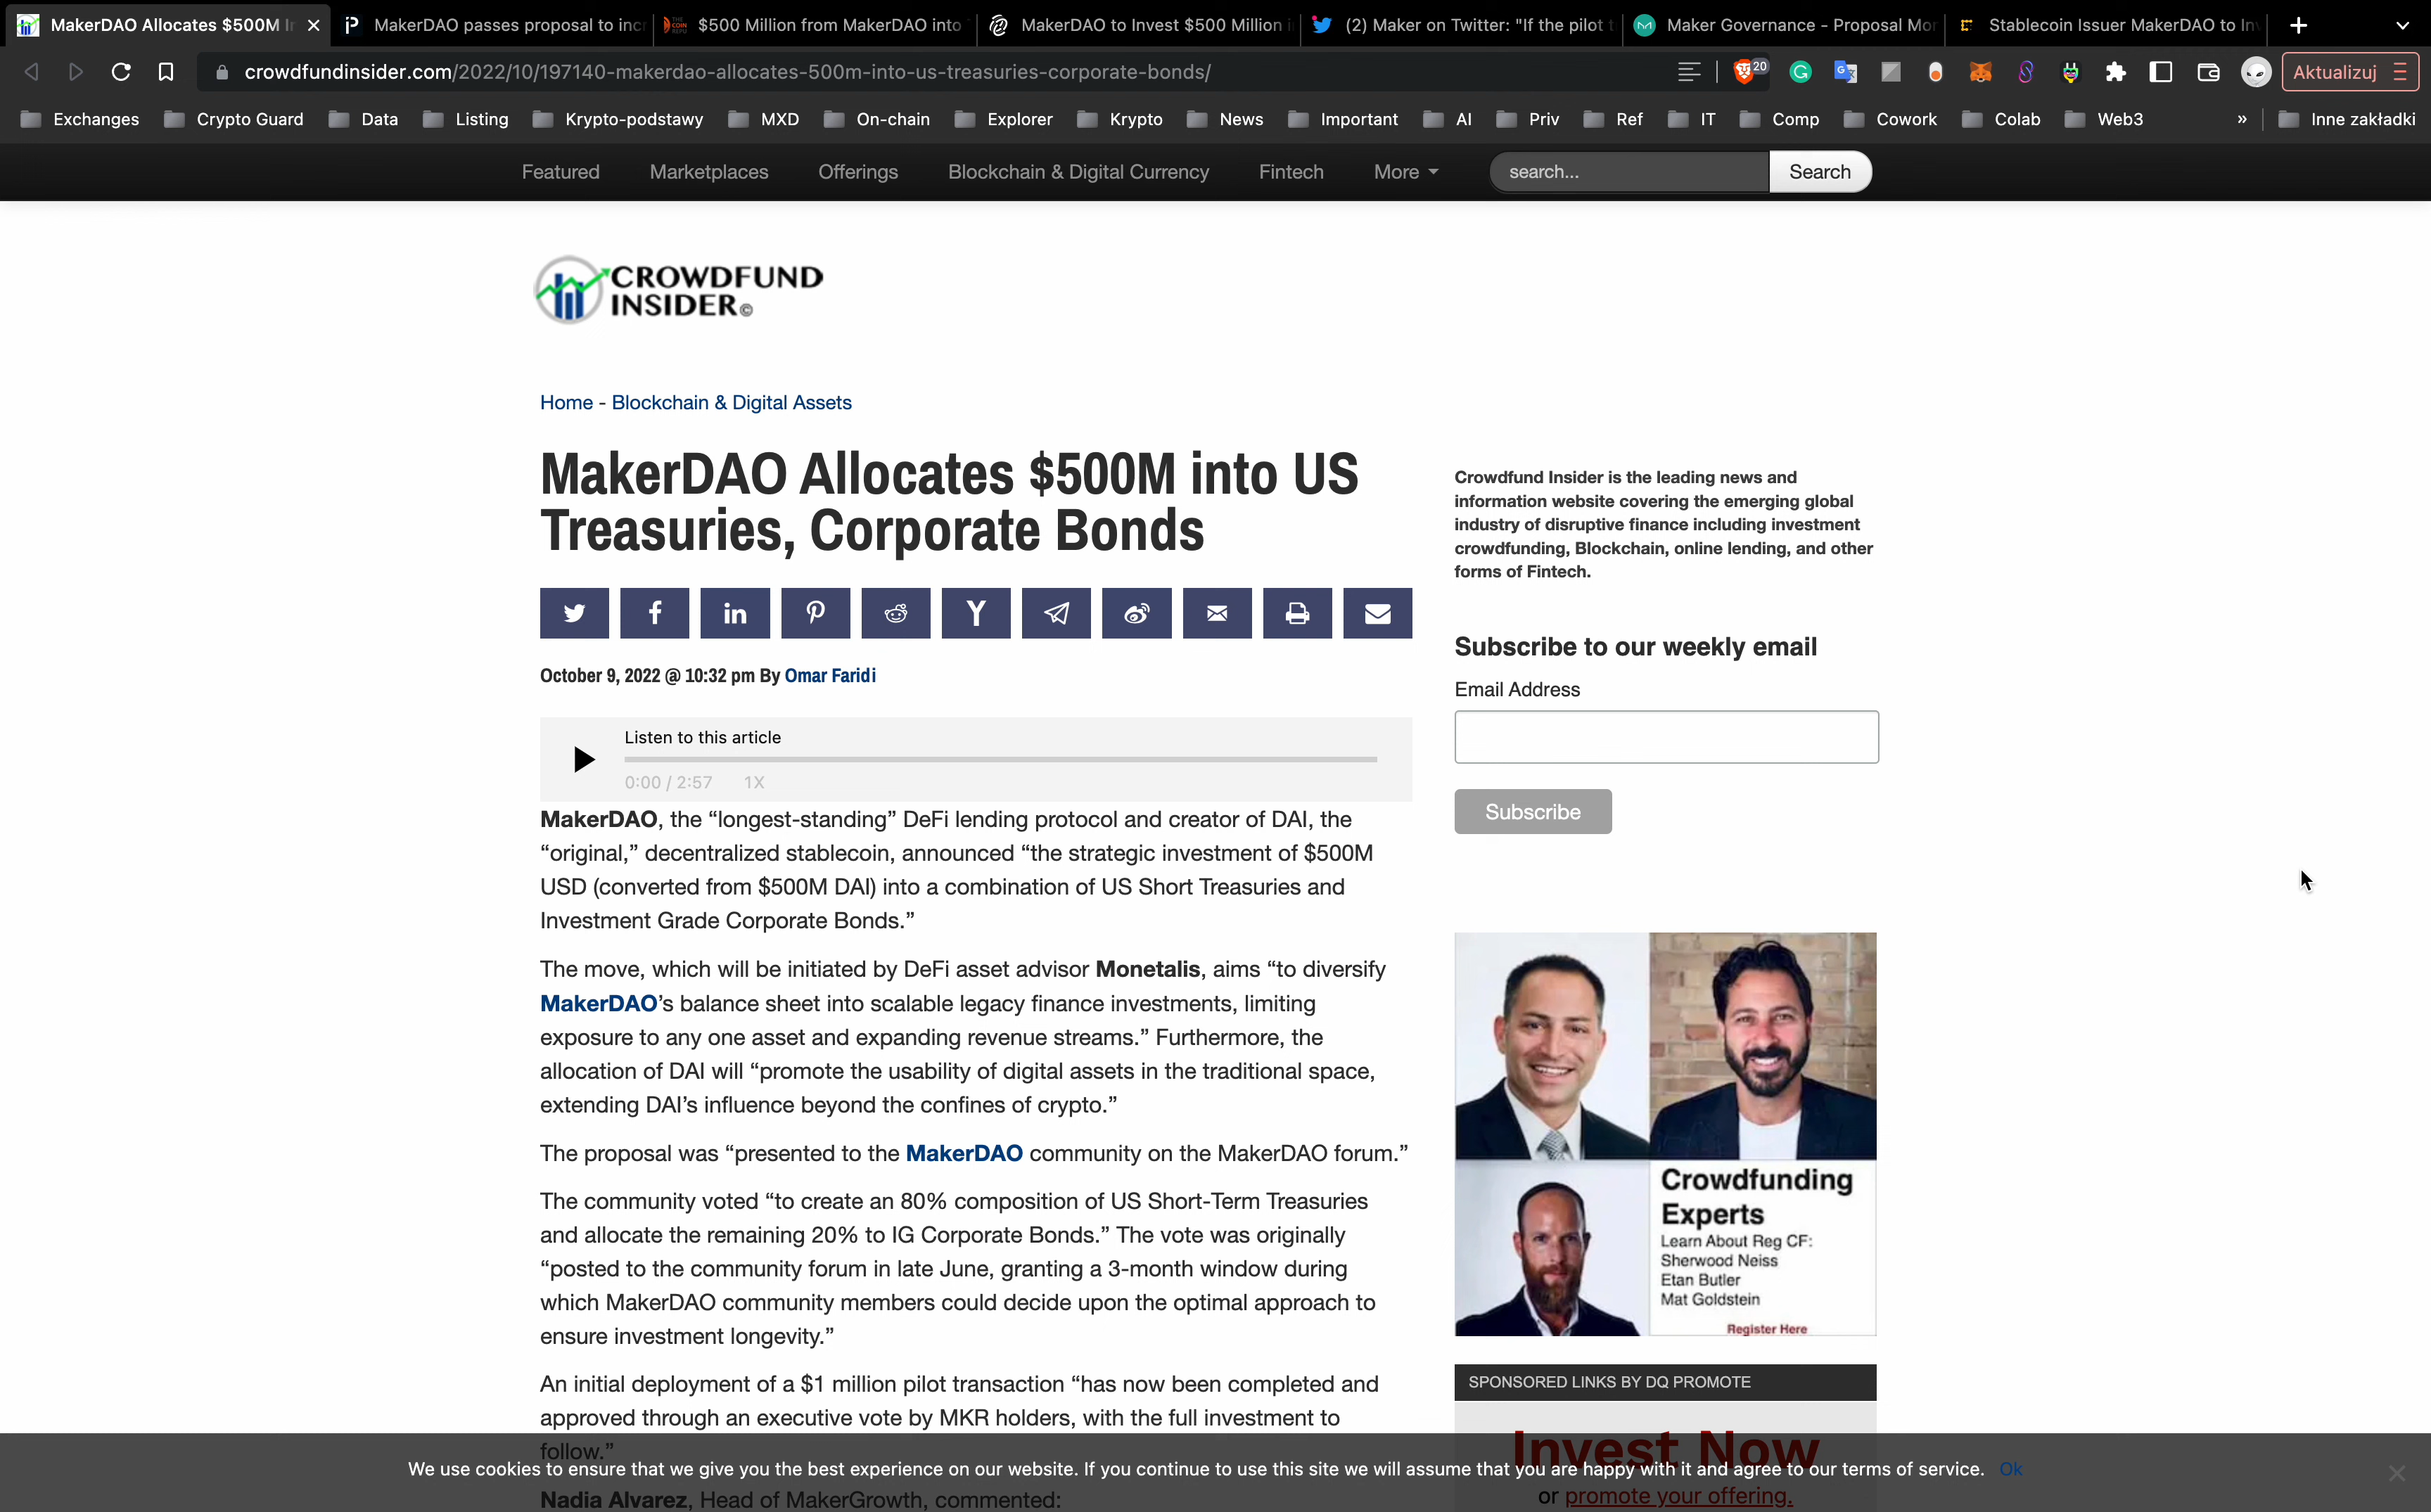 MakerDAO Allocates $500M In
MakerDAO passes proposal to incr
$500 Million from MakerDAO into
MakerDAO to Invest $500 Million i
(2) Maker on Twitter: "If the pilot t
Maker Governance - Proposal Mor
Stablecoin Issuer MakerDAO to Inv
crowdfundinsider.com/2022/10/197140-makerdao-allocates-500m-into-us-treasuries-corporate-bonds/
20
Aktualizuj
Exchanges
Crypto Guard
Data
Listing
Krypto-podstawy
MXD
On-chain
Explorer
Krypto
News
Important
AI
Priv
Ref
IT
Comp
Cowork
Colab
Web3
»
Inne zakładki
Featured
Marketplaces
Offerings
Blockchain & Digital Currency
Fintech
More
search...
Search
CROWDFUND
INSIDER©
Home - Blockchain & Digital Assets
MakerDAO Allocates $500M into US
Treasuries, Corporate Bonds
October 9, 2022 @ 10:32 pm By Omar Faridi
Listen to this article
0:00 / 2:57 1X
MakerDAO, the “longest-standing” DeFi lending protocol and creator of DAI, the
“original,” decentralized stablecoin, announced “the strategic investment of $500M
USD (converted from $500M DAI) into a combination of US Short Treasuries and
Investment Grade Corporate Bonds.”
The move, which will be initiated by DeFi asset advisor Monetalis, aims “to diversify
MakerDAO’s balance sheet into scalable legacy finance investments, limiting
exposure to any one asset and expanding revenue streams.” Furthermore, the
allocation of DAI will “promote the usability of digital assets in the traditional space,
extending DAI’s influence beyond the confines of crypto.”
The proposal was “presented to the MakerDAO community on the MakerDAO forum.”
The community voted “to create an 80% composition of US Short-Term Treasuries
and allocate the remaining 20% to IG Corporate Bonds.” The vote was originally
“posted to the community forum in late June, granting a 3-month window during
which MakerDAO community members could decide upon the optimal approach to
ensure investment longevity.”
An initial deployment of a $1 million pilot transaction “has now been completed and
approved through an executive vote by MKR holders, with the full investment to
follow.”
Nadia Alvarez, Head of MakerGrowth, commented:
Crowdfund Insider is the leading news and
information website covering the emerging global
industry of disruptive finance including investment
crowdfunding, Blockchain, online lending, and other
forms of Fintech.
Subscribe to our weekly email
Email Address
Subscribe
Crowdfunding
Experts
Learn About Reg CF:
Sherwood Neiss
Etan Butler
Mat Goldstein
Register Here
SPONSORED LINKS BY DQ PROMOTE
Invest Now
or promote your offering.
We use cookies to ensure that we give you the best experience on our website. If you continue to use this site we will assume that you are happy with it and agree to our terms of service. Ok